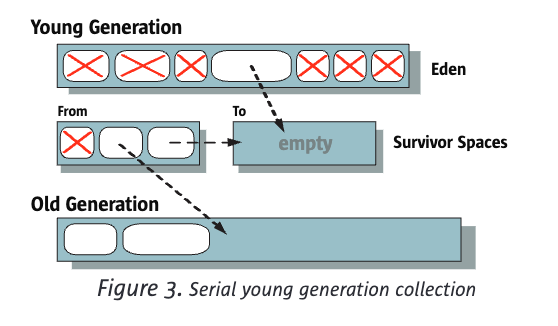 Young Generation
Eden
From
To
empty
Survivor Spaces
Old Generation
Figure 3. Serial young generation collection